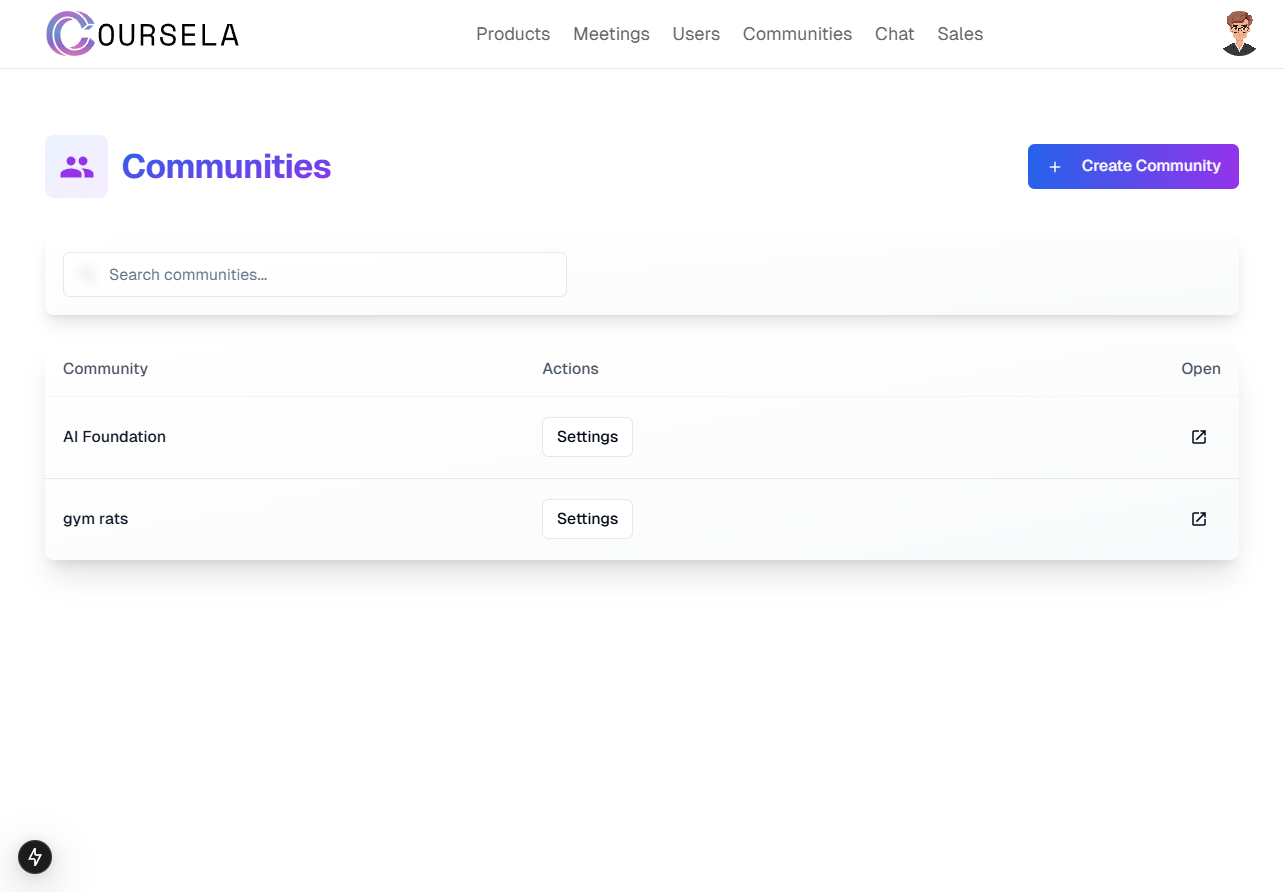 COURSELA
Products Meetings Users Communities Chat Sales
Communities
+ Create Community
Search communities...
Community Actions Open
AI Foundation Settings
gym rats Settings